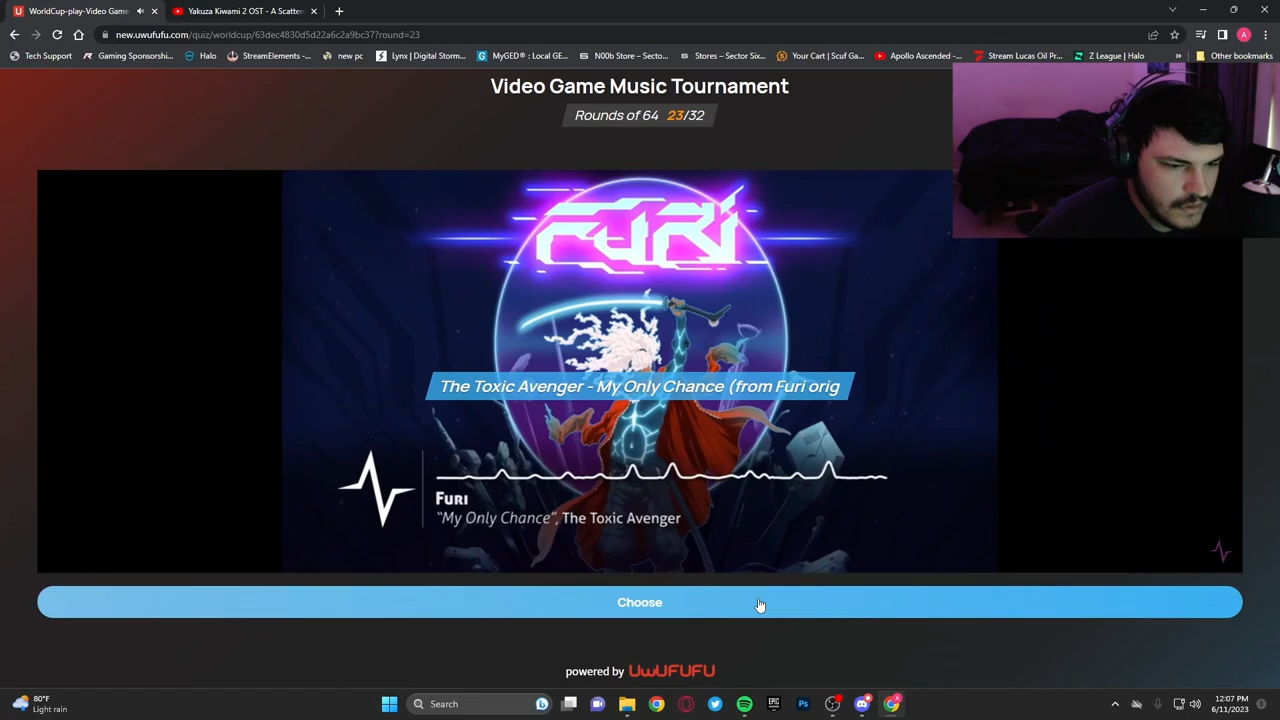 WorldCup-play-Video Game
Yakuza Kiwami 2 OST - A Scatter
new.uwufufu.com/quiz/worldcup/63dec4830d5d22a6c2a9bc37?round=23
Tech Support
Gaming Sponsorshi...
Halo
StreamElements -...
new pc
Lynx | Digital Storm...
MyGED® : Local GE...
N00b Store – Secto...
Stores – Sector Six...
Your Cart | Scuf Ga...
Apollo Ascended -...
Stream Lucas Oil Pr...
Z League | Halo
Other bookmarks
Video Game Music Tournament
Rounds of 64 23/32
FURI
The Toxic Avenger - My Only Chance (from Furi orig
FURI
"My Only Chance", The Toxic Avenger
Choose
powered by UwUFUFU
80°F
Light rain
Search
12:07 PM
6/11/2023